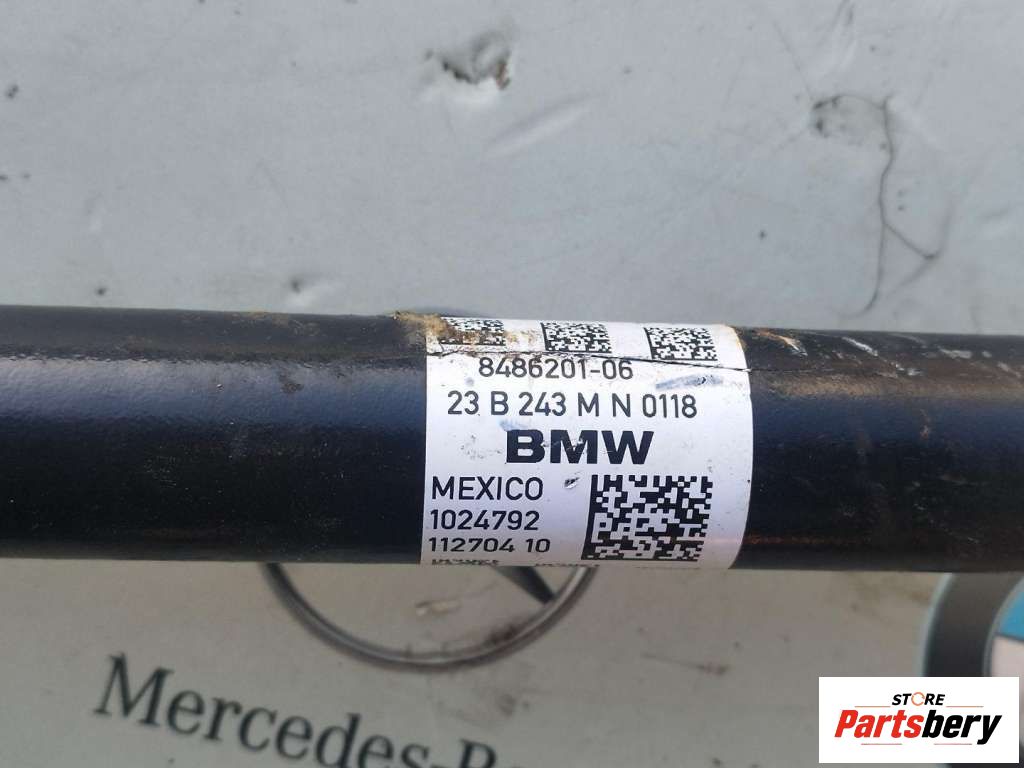 8486201-06
23 B 243 M N 0118
BMW
MEXICO
1024792
112704 10
Mercedes-
STORE
Partsbery